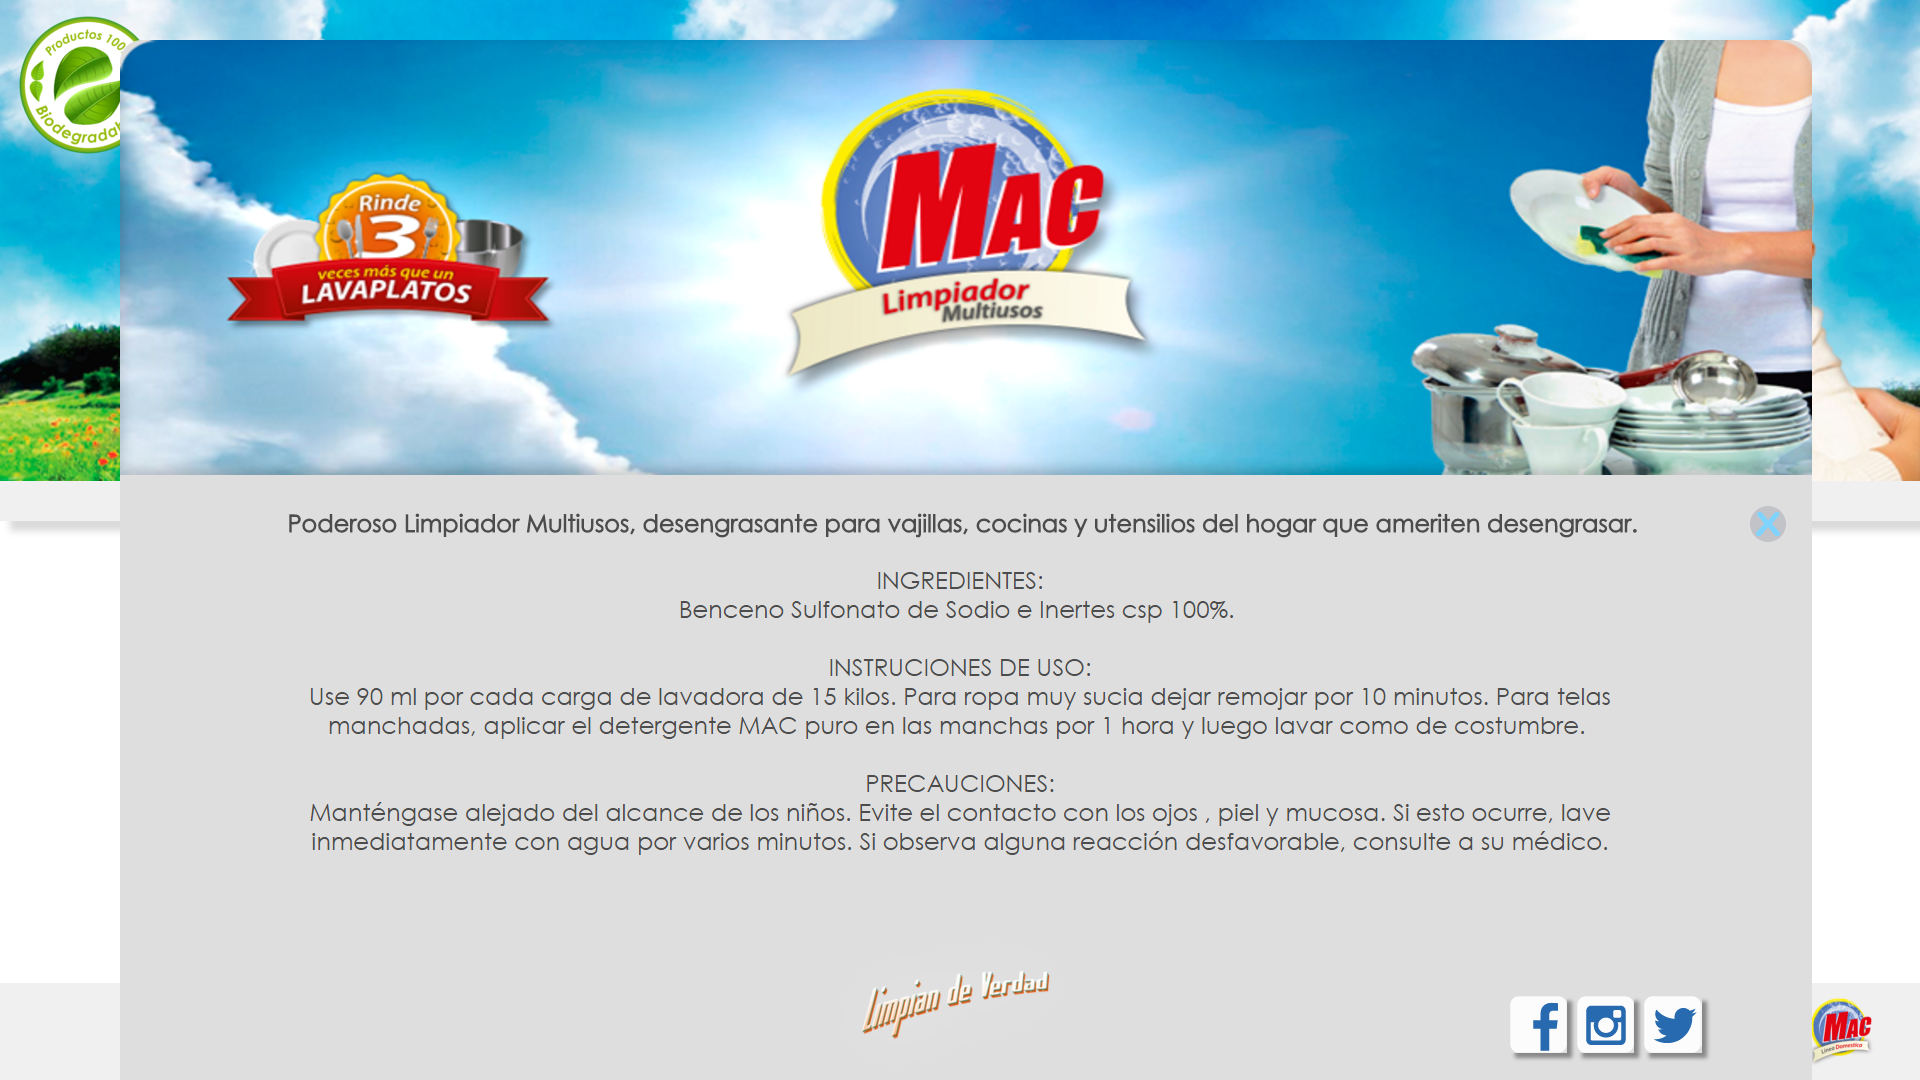 Productos 100
Biodegradab
Rinde
3
veces más que un
LAVAPLATOS
MAC
Limpiador
Multiusos
Poderoso Limpiador Multiusos, desengrasante para vajillas, cocinas y utensilios del hogar que ameriten desengrasar.
INGREDIENTES:
Benceno Sulfonato de Sodio e Inertes csp 100%.
INSTRUCIONES DE USO:
Use 90 ml por cada carga de lavadora de 15 kilos. Para ropa muy sucia dejar remojar por 10 minutos. Para telas
manchadas, aplicar el detergente MAC puro en las manchas por 1 hora y luego lavar como de costumbre.
PRECAUCIONES:
Manténgase alejado del alcance de los niños. Evite el contacto con los ojos , piel y mucosa. Si esto ocurre, lave
inmediatamente con agua por varios minutos. Si observa alguna reacción desfavorable, consulte a su médico.
Limpian de Verdad
MAC
Línea Doméstica